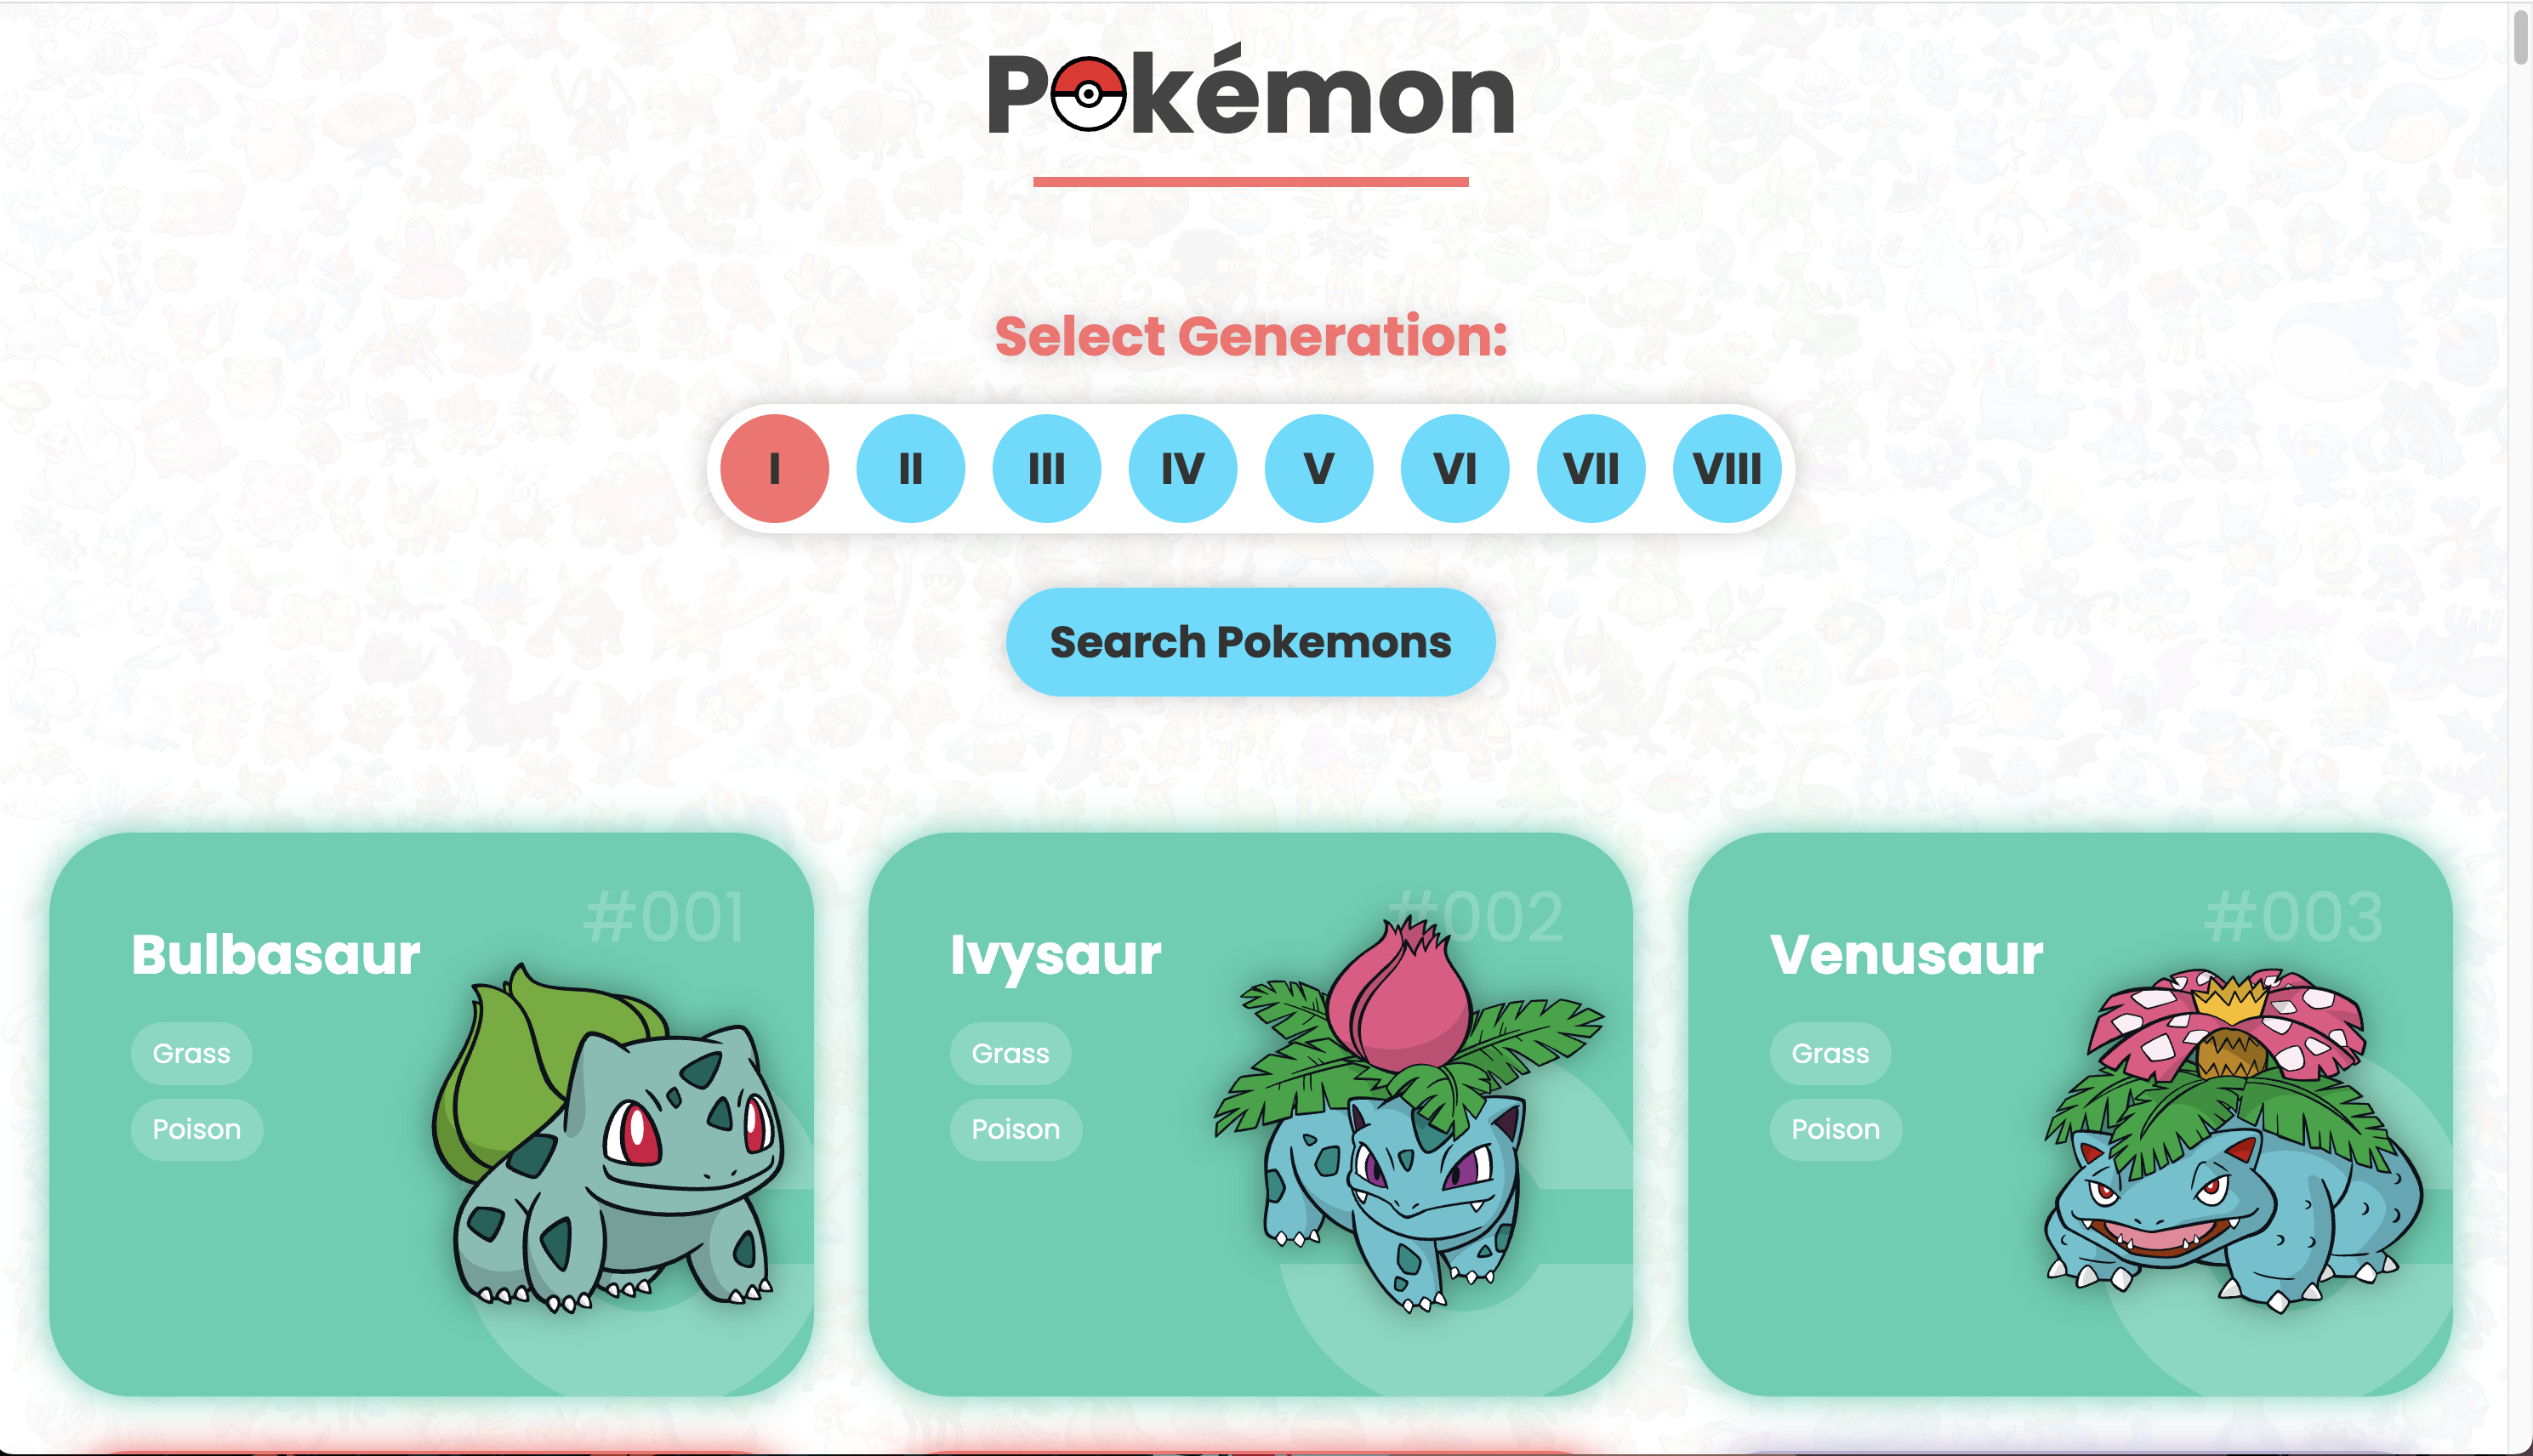 Pokémon
Select Generation:
I II III IV V VI VII VIII
Search Pokemons
#001
Bulbasaur
Grass
Poison
#002
Ivysaur
Grass
Poison
#003
Venusaur
Grass
Poison